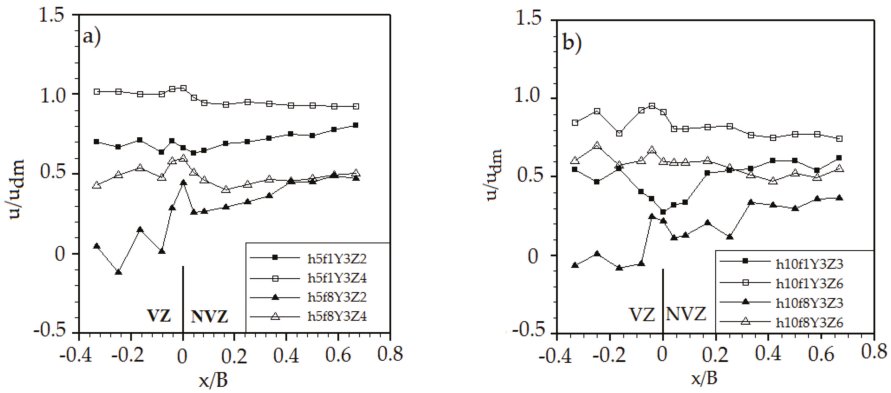 a)
1.5
1.0
0.5
0
-0.5
u/udm
-0.4 -0.2 0 0.2 0.4 0.6 0.8
x/B
VZ NVZ
h5f1Y3Z2
h5f1Y3Z4
h5f8Y3Z2
h5f8Y3Z4
b)
1.5
1.0
0.5
0
-0.5
u/udm
-0.4 -0.2 0 0.2 0.4 0.6 0.8
x/B
VZ NVZ
h10f1Y3Z3
h10f1Y3Z6
h10f8Y3Z3
h10f8Y3Z6